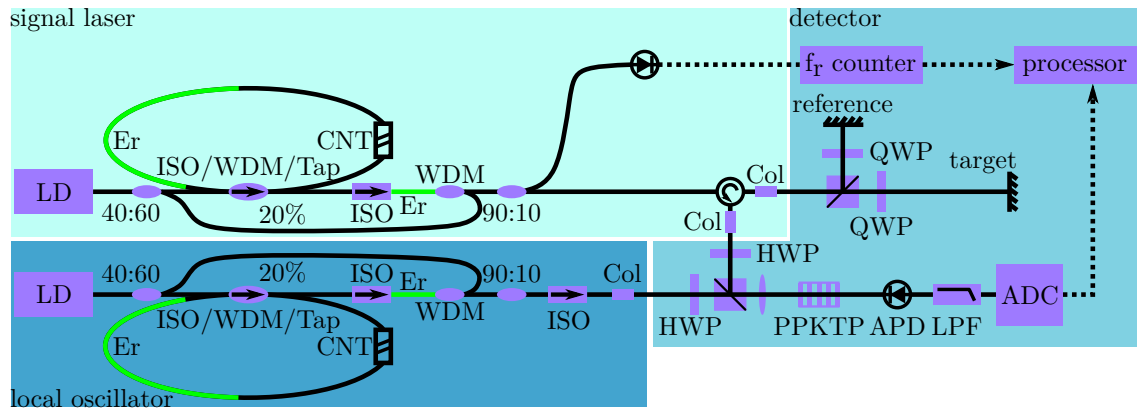 signal laser
detector
f_r counter
processor
reference
Er
CNT
ISO/WDM/Tap
WDM
QWP
target
LD
Col
40:60
20%
ISO
Er
90:10
QWP
Col
HWP
40:60
20%
ISO
Er
90:10
Col
LD
ADC
ISO/WDM/Tap
WDM
ISO
HWP
PPKTP
APD
LPF
Er
CNT
local oscillator